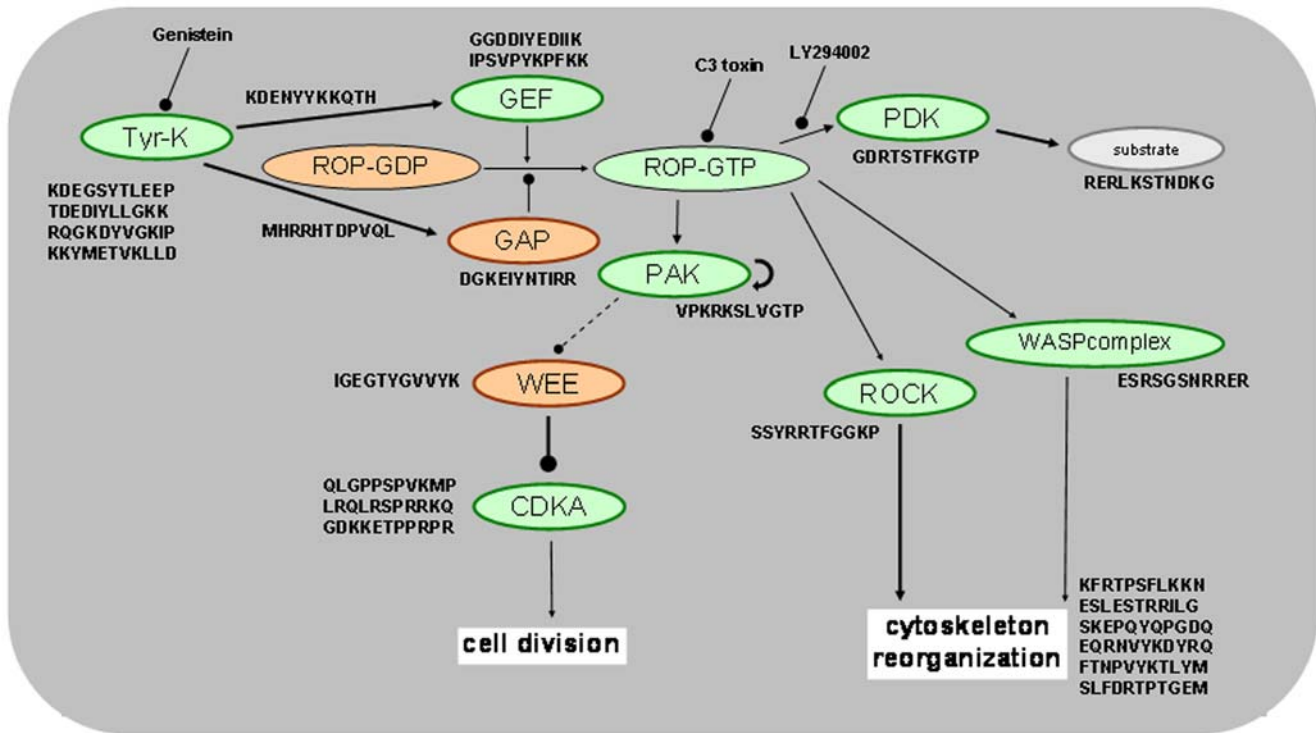 Genistein
GGDDIYEDIIK
IPSVPYKPFKK
C3 toxin
LY294002
KDENYYKKQTH
GEF
Tyr-K
PDK
ROP-GDP
ROP-GTP
GDRTSTFKGTP
substrate
RERLKSTNDKG
KDEGSYTLEEP
TDEDIYLLGKK
RQGKDYVGKIP
KKYMETVKLLD
MHRRHTDPVQL
GAP
DGKEIYNTIRR
PAK
VPKRKSLVGTP
WASPcomplex
ESRSGSNRRER
IGEGTYGVVYK
WEE
ROCK
SSYRRTFGGKP
QLGPPSPVKMP
LRQLRSPRRKQ
GDKKETPPRPR
CDKA
cell division
cytoskeleton
reorganization
KFRTPSFLKKN
ESLESTRRILG
SKEPQYQPGDQ
EQRNVYKDYRQ
FTNPVYKTLYM
SLFDRTPTGEM